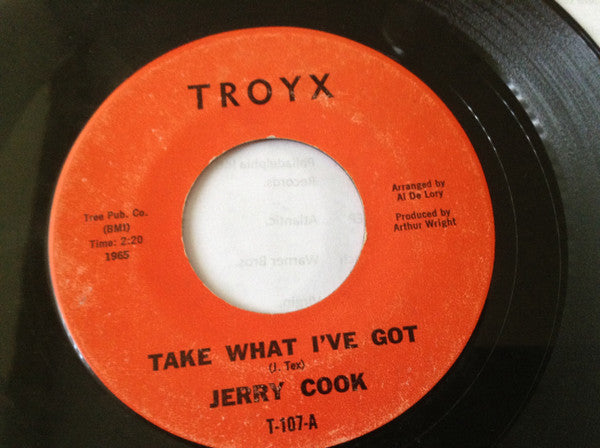 TROYX
Tree Pub. Co.
(BMI)
Time: 2:20
1965
Arranged by
Al De Lory
Produced by
Arthur Wright
TAKE WHAT I'VE GOT
(J. Tex)
JERRY COOK
T-107-A
Records.
Atlantic.
Warner Bros.